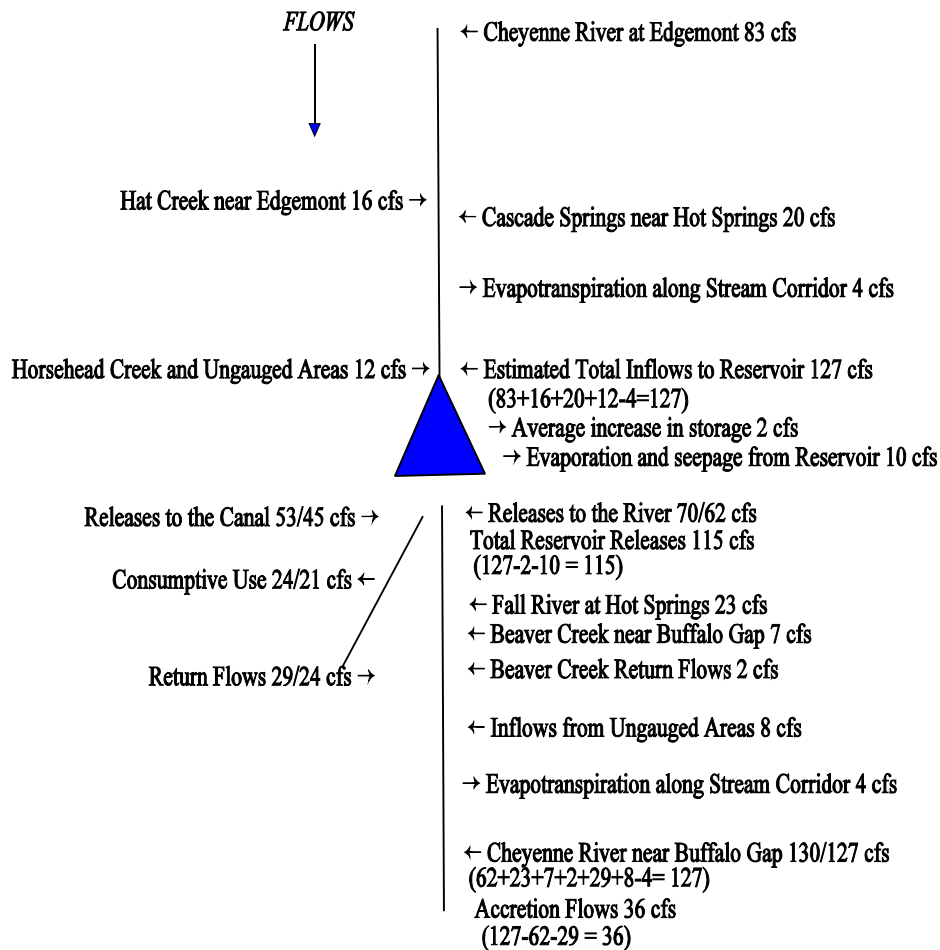 FLOWS
← Cheyenne River at Edgemont 83 cfs
Hat Creek near Edgemont 16 cfs →
← Cascade Springs near Hot Springs 20 cfs
→ Evapotranspiration along Stream Corridor 4 cfs
Horsehead Creek and Ungauged Areas 12 cfs →
← Estimated Total Inflows to Reservoir 127 cfs
(83+16+20+12-4=127)
→ Average increase in storage 2 cfs
→ Evaporation and seepage from Reservoir 10 cfs
Releases to the Canal 53/45 cfs →
← Releases to the River 70/62 cfs
Total Reservoir Releases 115 cfs
(127-2-10 = 115)
Consumptive Use 24/21 cfs ←
← Fall River at Hot Springs 23 cfs
← Beaver Creek near Buffalo Gap 7 cfs
Return Flows 29/24 cfs →
← Beaver Creek Return Flows 2 cfs
← Inflows from Ungauged Areas 8 cfs
→ Evapotranspiration along Stream Corridor 4 cfs
← Cheyenne River near Buffalo Gap 130/127 cfs
(62+23+7+2+29+8-4= 127)
Accretion Flows 36 cfs
(127-62-29 = 36)